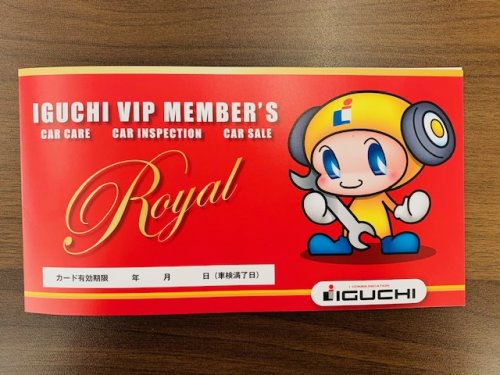 IGUCHI VIP MEMBER'S
CAR CARE CAR INSPECTION CAR SALE
Royal
カード有効期限 年 月 日(車検満了日)
I COMMUNICATION
IGUCHI